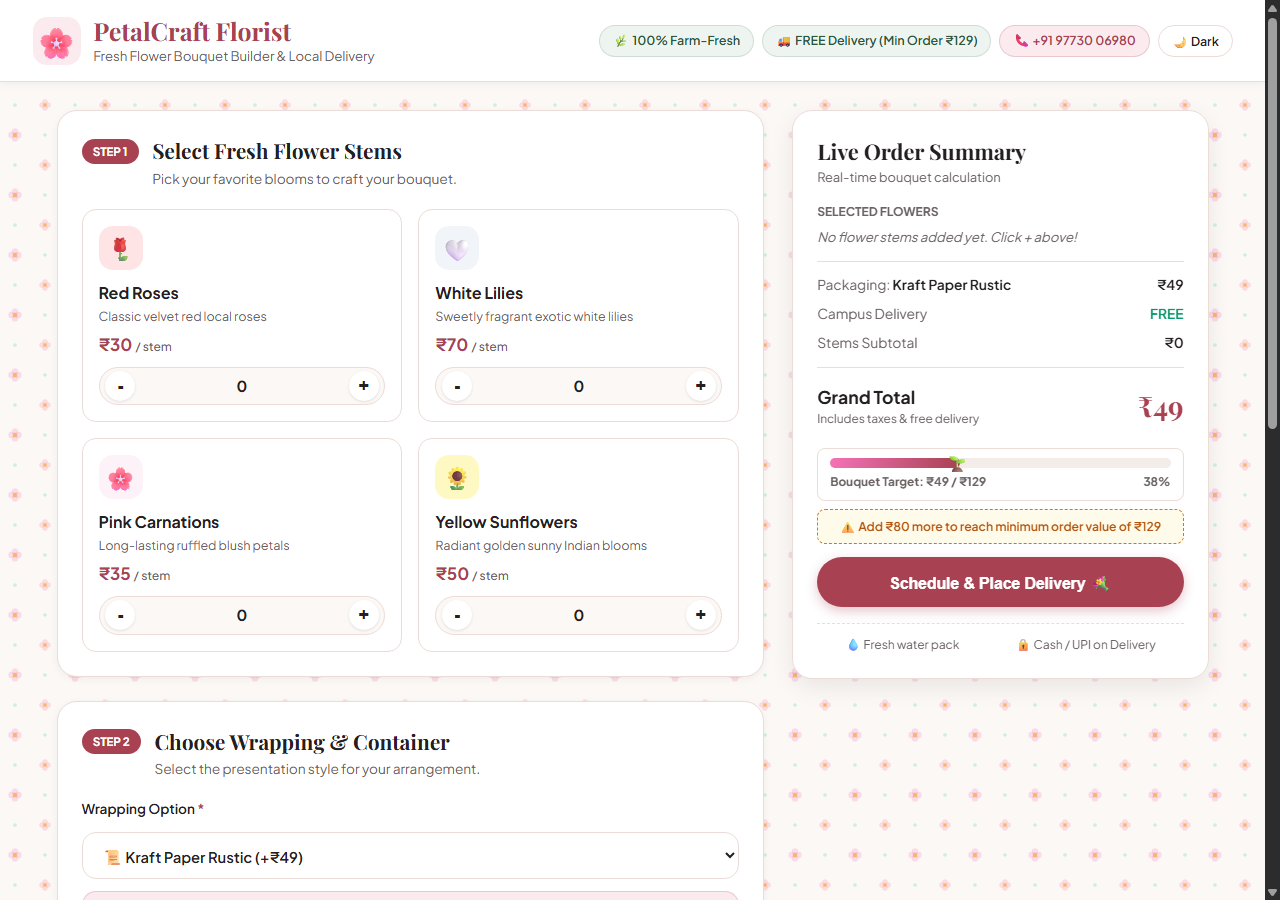 PetalCraft Florist
Fresh Flower Bouquet Builder & Local Delivery
🌿 100% Farm-Fresh
🚚 FREE Delivery (Min Order ₹129)
📞 +91 97730 06980
🌙 Dark
STEP 1
Select Fresh Flower Stems
Pick your favorite blooms to craft your bouquet.
Red Roses
Classic velvet red local roses
₹30 / stem
- 0 +
White Lilies
Sweetly fragrant exotic white lilies
₹70 / stem
- 0 +
Pink Carnations
Long-lasting ruffled blush petals
₹35 / stem
- 0 +
Yellow Sunflowers
Radiant golden sunny Indian blooms
₹50 / stem
- 0 +
STEP 2
Choose Wrapping & Container
Select the presentation style for your arrangement.
Wrapping Option *
📜 Kraft Paper Rustic (+₹49)
Live Order Summary
Real-time bouquet calculation
SELECTED FLOWERS
No flower stems added yet. Click + above!
Packaging: Kraft Paper Rustic ₹49
Campus Delivery FREE
Stems Subtotal ₹0
Grand Total
Includes taxes & free delivery
₹49
Bouquet Target: ₹49 / ₹129 38%
⚠️ Add ₹80 more to reach minimum order value of ₹129
Schedule & Place Delivery 💐
💧 Fresh water pack
🔒 Cash / UPI on Delivery